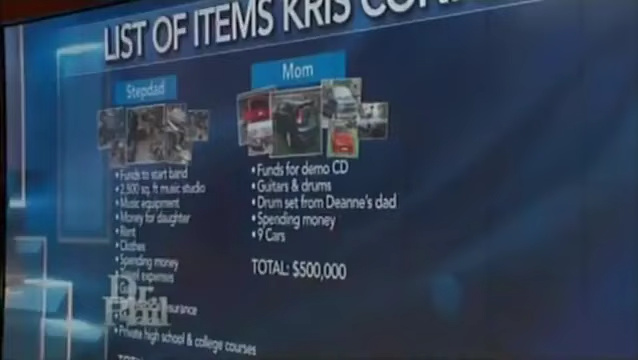 LIST OF ITEMS KRIS
Stepdad
• Funds to start band
• 2,500 sq. ft music studio
• Music equipment
• Money for daughter
• Rent
• Clothes
• Spending money
• Travel expenses
• Private high school & college courses
Mom
• Funds for demo CD
• Guitars & drums
• Drum set from Deanne's dad
• Spending money
• 9 Cars
TOTAL: $500,000
Dr.
Phil